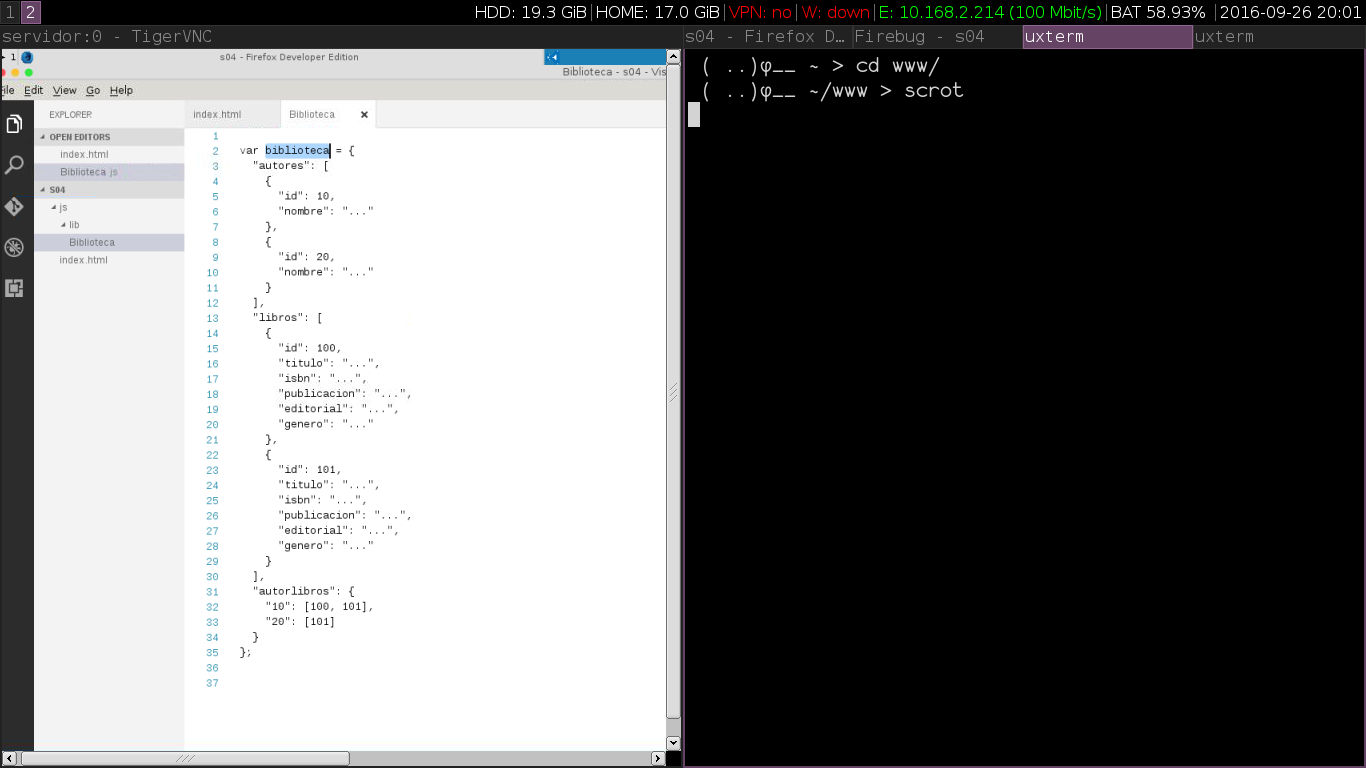 1 2 HDD: 19.3 GiB|HOME: 17.0 GiB|VPN: no|W: down|E: 10.168.2.214 (100 Mbit/s)|BAT 58.93% |2016-09-26 20:01
servidor:0 - TigerVNC
s04 - Firefox D… Firebug - s04 uxterm uxterm
1 s04 - Firefox Developer Edition
Biblioteca - s04 - Vis
ile Edit View Go Help
EXPLORER
OPEN EDITORS
index.html
Biblioteca js
S04
js
lib
Biblioteca
index.html
index.html Biblioteca ×
1
2 var biblioteca = {
3 "autores": [
4 {
5 "id": 10,
6 "nombre": "..."
7 },
8 {
9 "id": 20,
10 "nombre": "..."
11 }
12 ],
13 "libros": [
14 {
15 "id": 100,
16 "titulo": "...",
17 "isbn": "...",
18 "publicacion": "...",
19 "editorial": "...",
20 "genero": "..."
21 },
22 {
23 "id": 101,
24 "titulo": "...",
25 "isbn": "...",
26 "publicacion": "...",
27 "editorial": "...",
28 "genero": "..."
29 }
30 ],
31 "autorlibros": {
32 "10": [100, 101],
33 "20": [101]
34 }
35 };
36
37
( ..)φ__ ~ > cd www/
( ..)φ__ ~/www > scrot